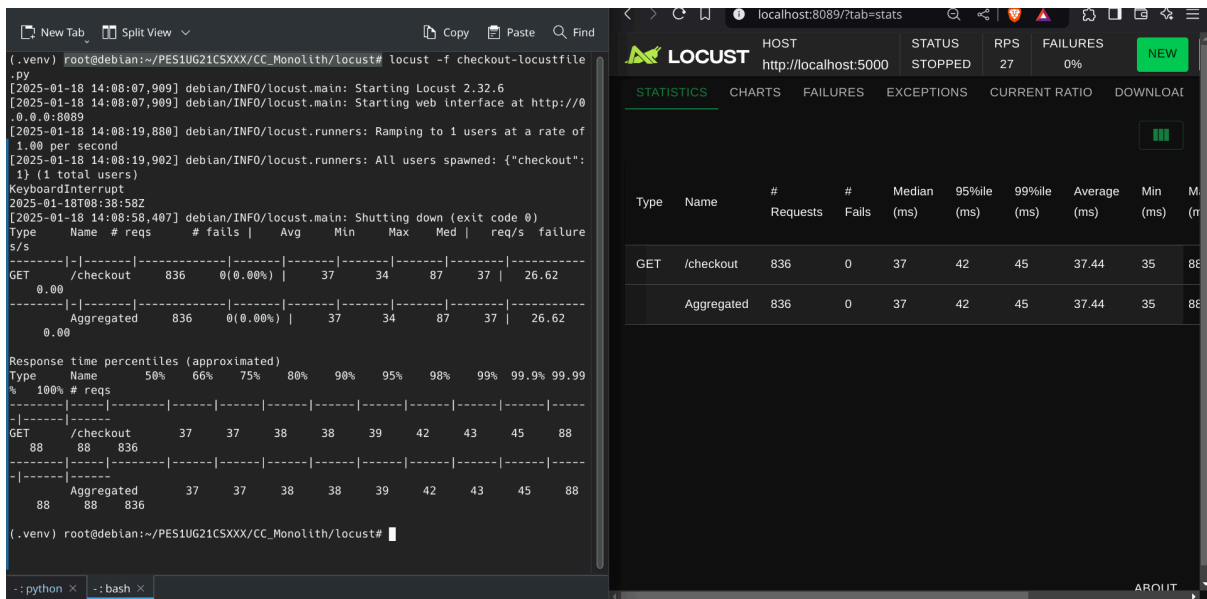 New Tab Split View Copy Paste Find
(.venv) root@debian:~/PES1UG21CSXXX/CC_Monolith/locust# locust -f checkout-locustfile
.py
[2025-01-18 14:08:07,909] debian/INFO/locust.main: Starting Locust 2.32.6
[2025-01-18 14:08:07,909] debian/INFO/locust.main: Starting web interface at http://0
.0.0.0:8089
[2025-01-18 14:08:19,880] debian/INFO/locust.runners: Ramping to 1 users at a rate of
1.00 per second
[2025-01-18 14:08:19,902] debian/INFO/locust.runners: All users spawned: {"checkout":
1} (1 total users)
KeyboardInterrupt
2025-01-18T08:38:58Z
[2025-01-18 14:08:58,407] debian/INFO/locust.main: Shutting down (exit code 0)
Type Name # reqs # fails | Avg Min Max Med | req/s failure
s/s
--------|-|-------|-------------|-------|-------|-------|-------|--------|-----------
GET /checkout 836 0(0.00%) | 37 34 87 37 | 26.62
0.00
--------|-|-------|-------------|-------|-------|-------|-------|--------|-----------
Aggregated 836 0(0.00%) | 37 34 87 37 | 26.62
0.00
Response time percentiles (approximated)
Type Name 50% 66% 75% 80% 90% 95% 98% 99% 99.9% 99.99
% 100% # reqs
--------|-----|--------|------|------|------|------|------|------|------|------|-----
-|------|------
GET /checkout 37 37 38 38 39 42 43 45 88
88 88 836
--------|-----|--------|------|------|------|------|------|------|------|------|-----
-|------|------
Aggregated 37 37 38 38 39 42 43 45 88
88 88 836
(.venv) root@debian:~/PES1UG21CSXXX/CC_Monolith/locust#
-: python -: bash
localhost:8089/?tab=stats
LOCUST
HOST STATUS RPS FAILURES
http://localhost:5000 STOPPED 27 0%
NEW
STATISTICS CHARTS FAILURES EXCEPTIONS CURRENT RATIO DOWNLOAD
Type Name # Requests # Fails Median (ms) 95%ile (ms) 99%ile (ms) Average (ms) Min (ms)
GET /checkout 836 0 37 42 45 37.44 35 88
Aggregated 836 0 37 42 45 37.44 35 88
ABOUT